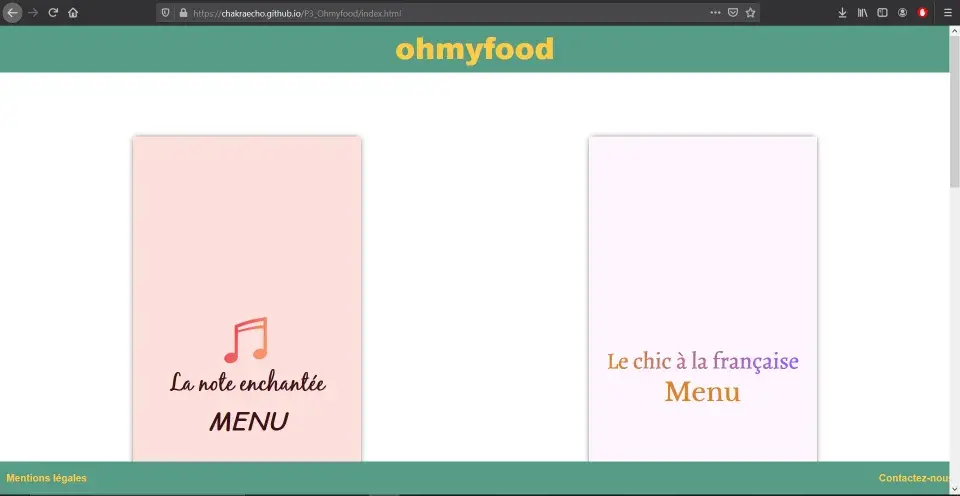 https://chakraecho.github.io/P3_Ohmyfood/index.html
ohmyfood
La note enchantée
MENU
Le chic à la française
Menu
Mentions légales
Contactez-nous